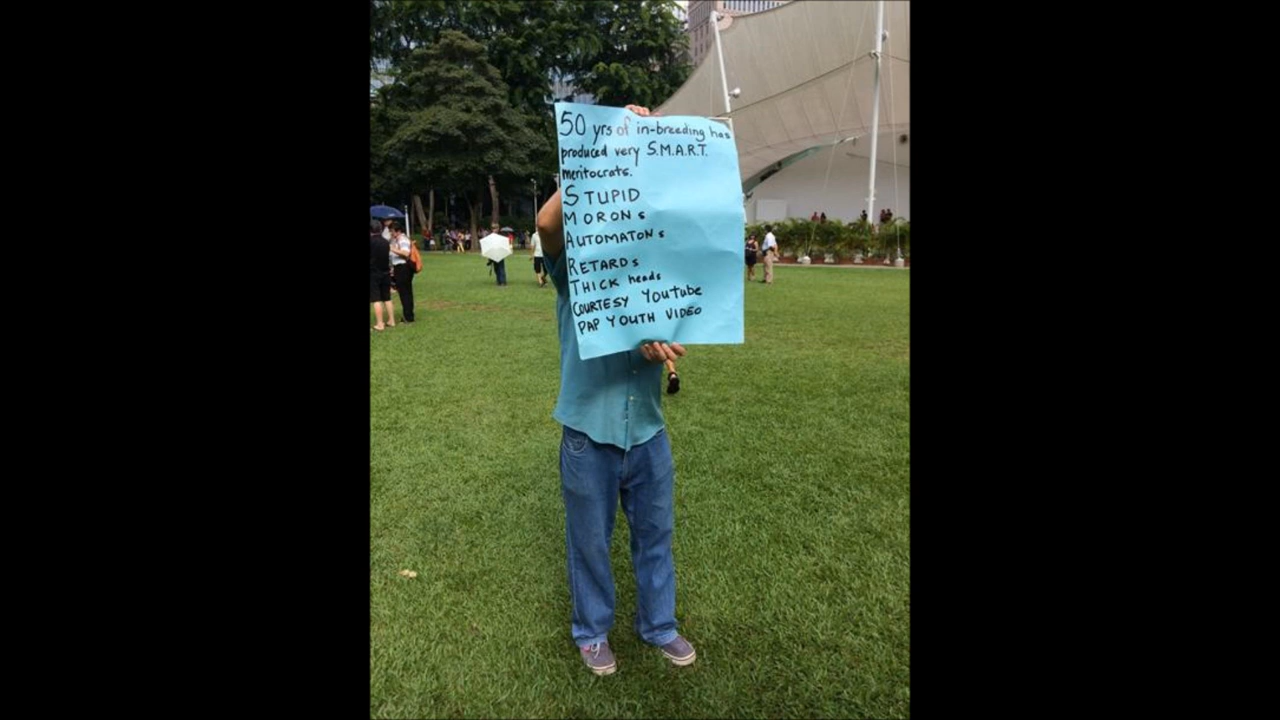 50 yrs of in-breeding has
produced very S.M.A.R.T.
meritocrats.
STUPID
MORONs
AUTOMATONs
RETARDs
THICK heads
COURTESY YouTube
PAP YOUTH VIDEO